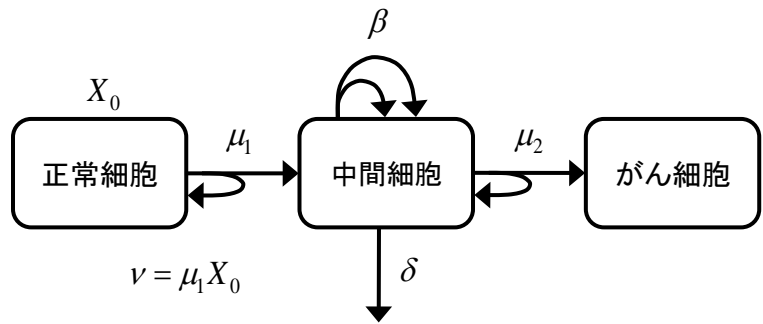 β
X₀
正常細胞
μ₁
中間細胞
μ₂
がん細胞
ν = μ₁X₀
δ